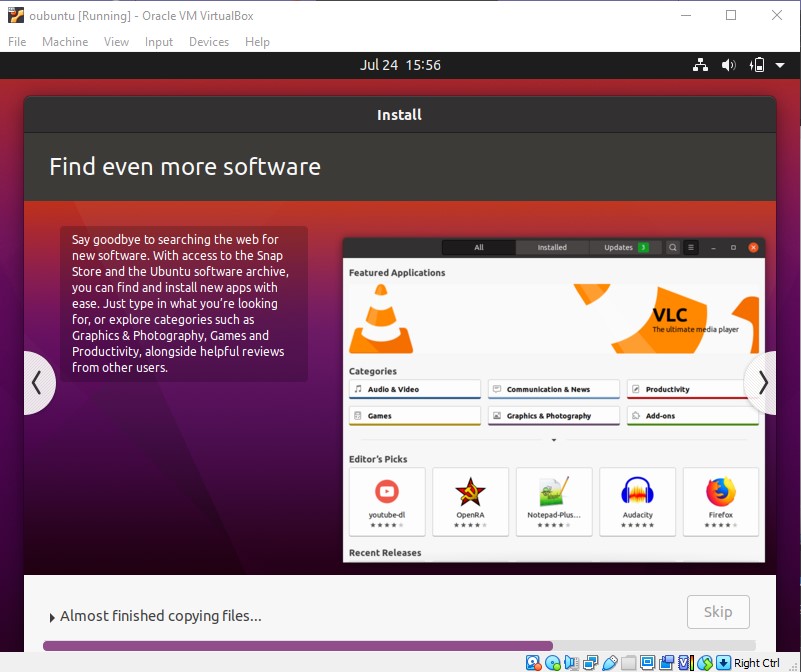 oubuntu [Running] - Oracle VM VirtualBox
File Machine View Input Devices Help
Jul 24 15:56
Install
Find even more software
Say goodbye to searching the web for
new software. With access to the Snap
Store and the Ubuntu software archive,
you can find and install new apps with
ease. Just type in what you're looking
for, or explore categories such as
Graphics & Photography, Games and
Productivity, alongside helpful reviews
from other users.
All Installed Updates 3
Featured Applications
VLC
The ultimate media player
Categories
Audio & Video Communication & News Productivity
Games Graphics & Photography Add-ons
Editor's Picks
youtube-dl OpenRA Notepad-Plus... Audacity Firefox
Recent Releases
Almost finished copying files...
Skip
Right Ctrl